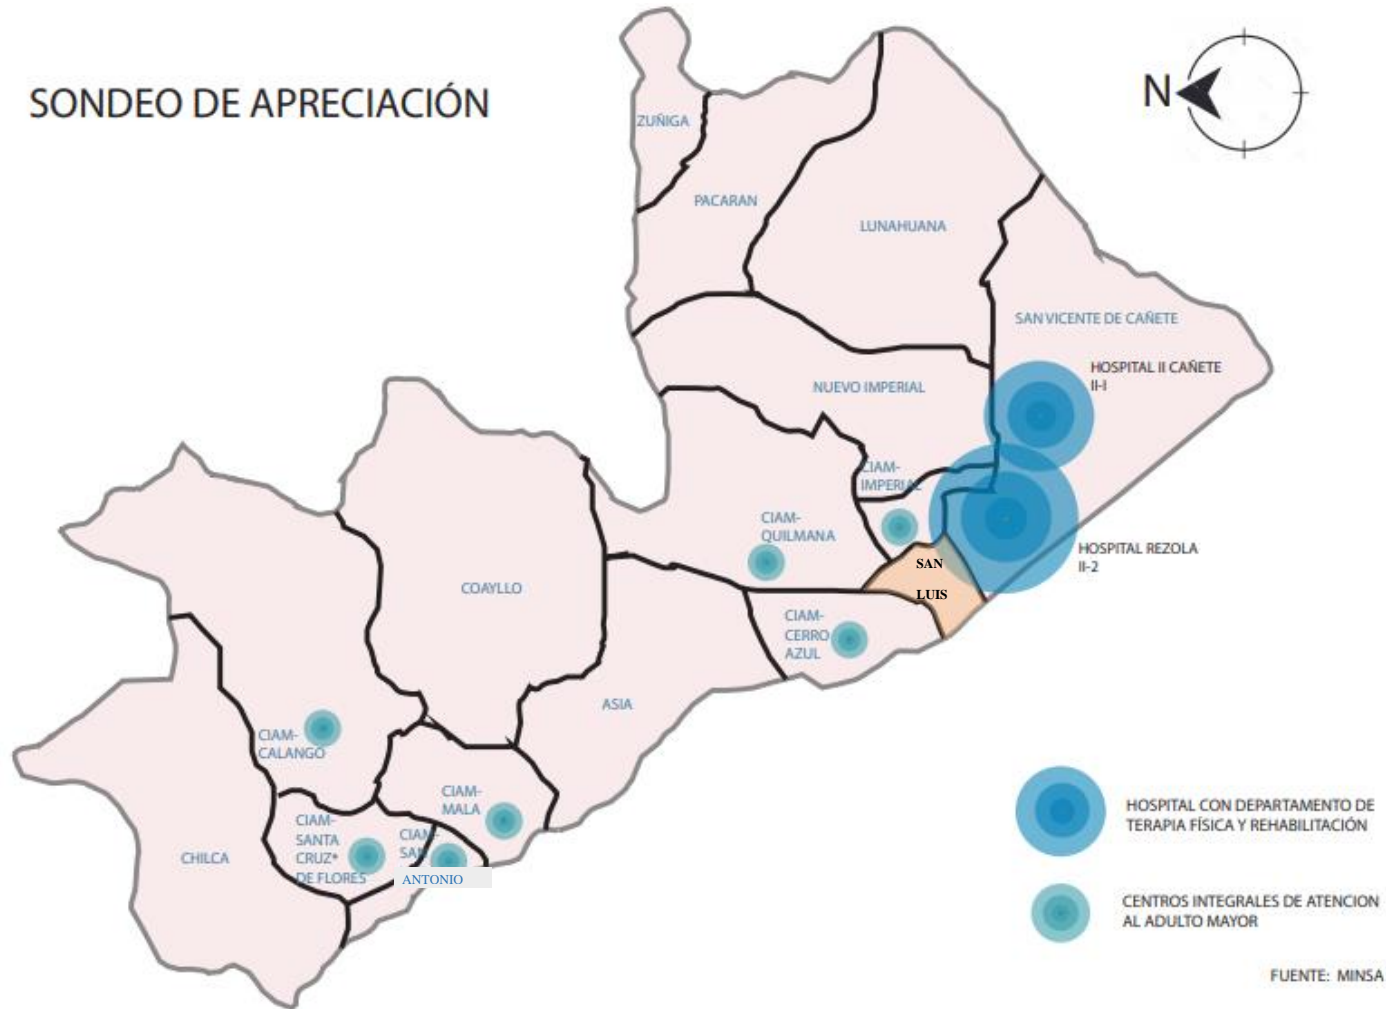 SONDEO DE APRECIACIÓN
N
ZUÑIGA
PACARAN
LUNAHUANA
SAN VICENTE DE CAÑETE
HOSPITAL II CAÑETE
II-I
NUEVO IMPERIAL
CIAM-
IMPERIAL
CIAM-
QUILMANA
HOSPITAL REZOLA
II-2
SAN
LUIS
COAYLLO
CIAM-
CERRO
AZUL
ASIA
CIAM-
CALANGO
CIAM-
MALA
CIAM-
SANTA
CRUZ*
DE FLORES
CIAM-
SAN
ANTONIO
CHILCA
HOSPITAL CON DEPARTAMENTO DE
TERAPIA FÍSICA Y REHABILITACIÓN
CENTROS INTEGRALES DE ATENCION
AL ADULTO MAYOR
FUENTE: MINSA